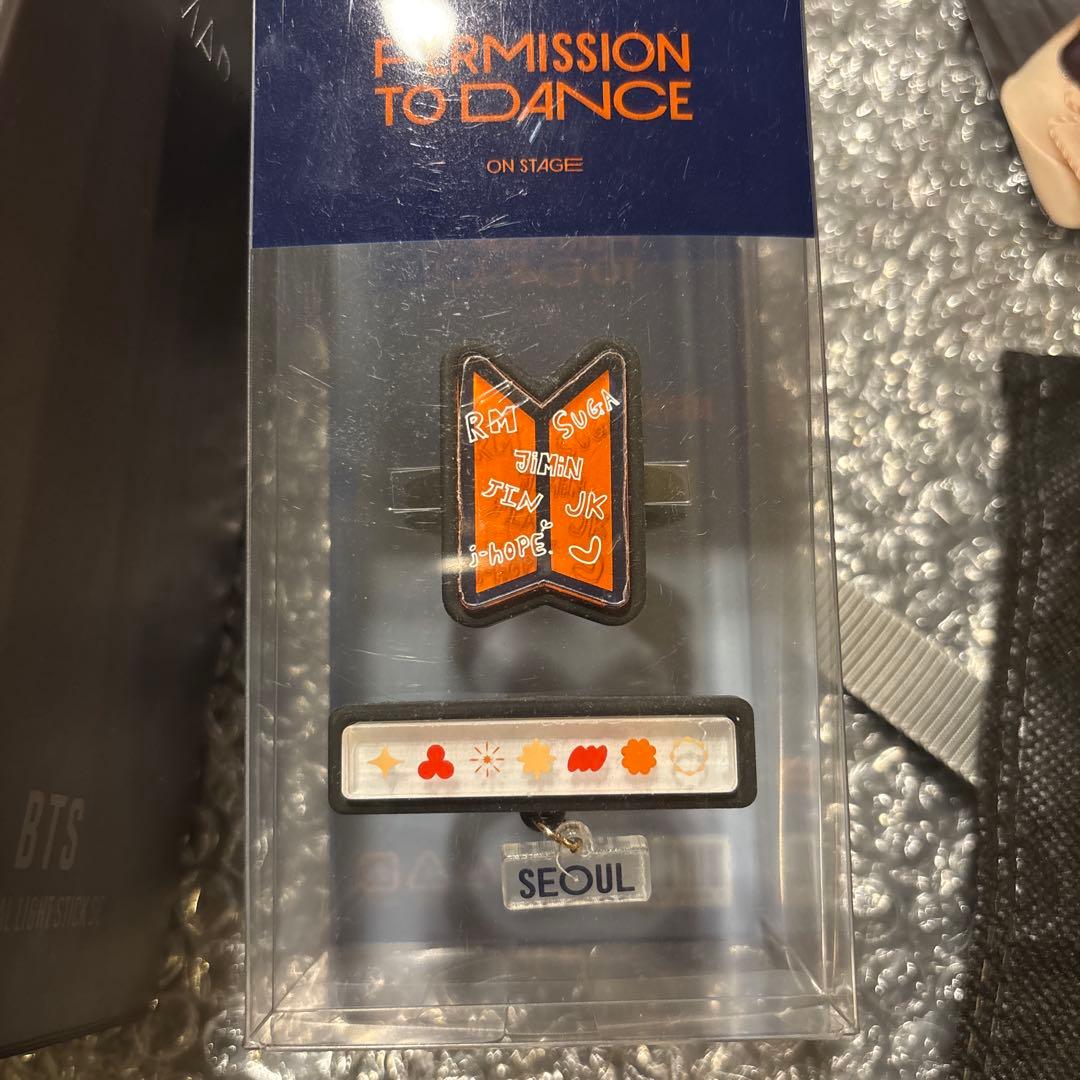 PERMISSION
TO DANCE
ON STAGE
RM SUGA
JiMiN
JIN JK
j-hOPE. V
SEOUL
BTS